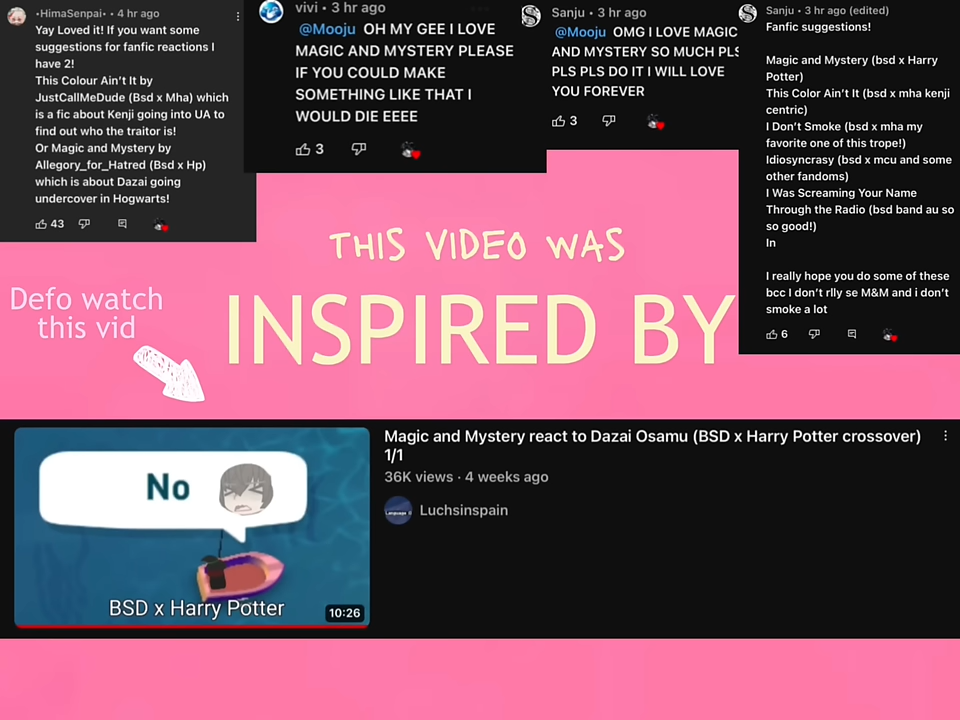 •HimaSenpai• • 4 hr ago
Yay Loved it! If you want some
suggestions for fanfic reactions I
have 2!
This Colour Ain't It by
JustCallMeDude (Bsd x Mha) which
is a fic about Kenji going into UA to
find out who the traitor is!
Or Magic and Mystery by
Allegory_for_Hatred (Bsd x Hp)
which is about Dazai going
undercover in Hogwarts!
43
vivi • 3 hr ago
@Mooju OH MY GEE I LOVE
MAGIC AND MYSTERY PLEASE
IF YOU COULD MAKE
SOMETHING LIKE THAT I
WOULD DIE EEEE
3
Sanju • 3 hr ago
@Mooju OMG I LOVE MAGIC
AND MYSTERY SO MUCH PLS
PLS PLS DO IT I WILL LOVE
YOU FOREVER
3
Sanju • 3 hr ago (edited)
Fanfic suggestions!
Magic and Mystery (bsd x Harry
Potter)
This Color Ain't It (bsd x mha kenji
centric)
I Don't Smoke (bsd x mha my
favorite one of this trope!)
Idiosyncrasy (bsd x mcu and some
other fandoms)
I Was Screaming Your Name
Through the Radio (bsd band au so
so good!)
In
I really hope you do some of these
bcc I don't rlly se M&M and i don't
smoke a lot
6
THIS VIDEO WAS
INSPIRED BY
Defo watch
this vid
No
BSD x Harry Potter
10:26
Magic and Mystery react to Dazai Osamu (BSD x Harry Potter crossover)
1/1
36K views · 4 weeks ago
Language
Luchsinspain